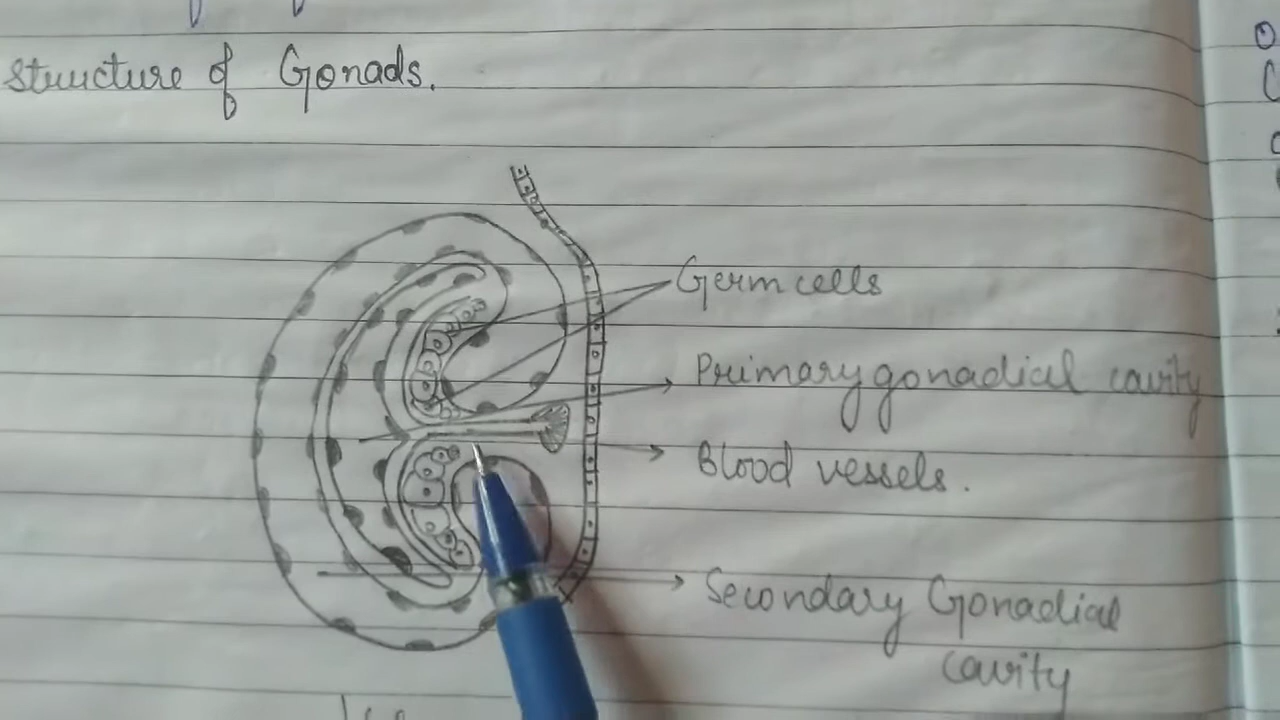 structure of Gonads.
Germ cells
Primary gonadial cavity
Blood vessels.
Secondary Gonadial
cavity